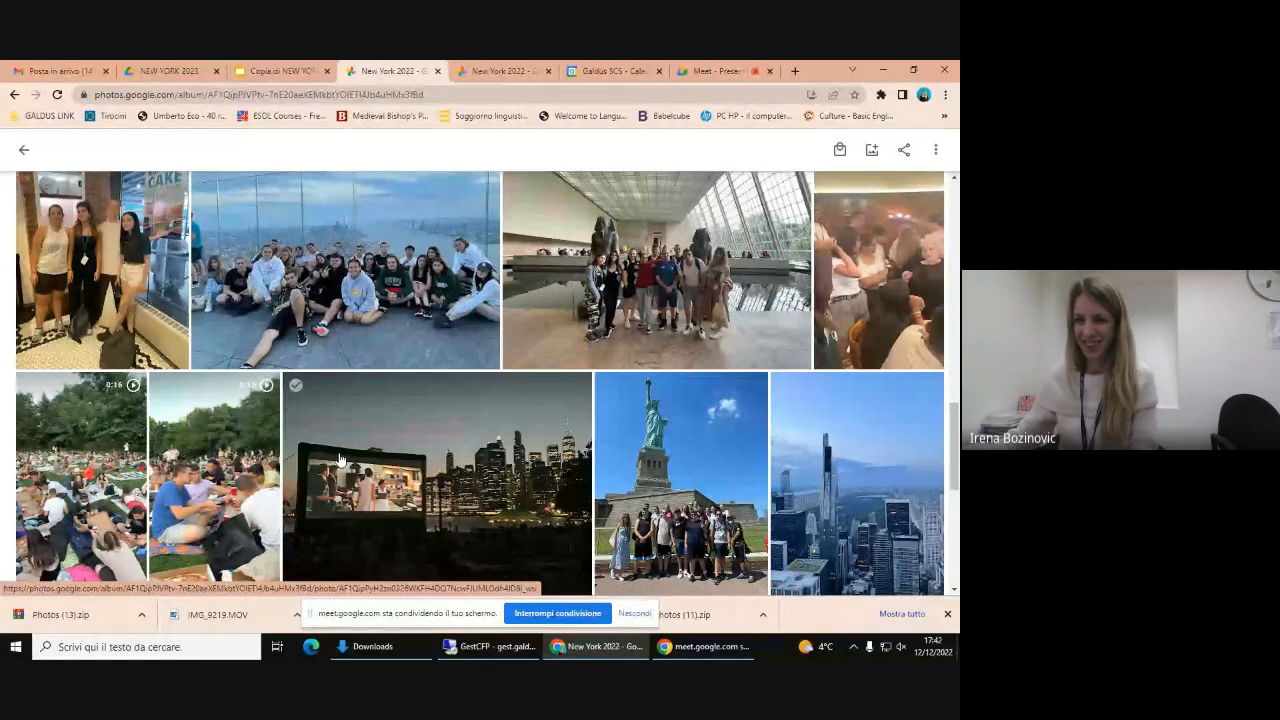 Posta in arrivo (14
NEW YORK 2023 -
Copia di NEW YO
New York 2022 - G
New York 2022 - G
Galdus SCS - Cale
Meet - Present
photos.google.com/album/
GALDUS LINK
Tirocini
Umberto Eco - 40 r...
ESOL Courses - Fre...
Medieval Bishop's P...
Soggiorno linguisti...
Welcome to Langu...
Babelcube
PC HP - il computer...
Culture - Basic Engl...
CAKE
0:16
Irena Bozinovic
Photos (13).zip
IMG_9219.MOV
meet.google.com sta condividendo il tuo schermo.
Interrompi condivisione
Nascondi
hotos (11).zip
Mostra tutto
Scrivi qui il testo da cercare.
Downloads
GestCFP - gest.gald...
New York 2022 - Go...
meet.google.com s...
4°C
17:42
12/12/2022